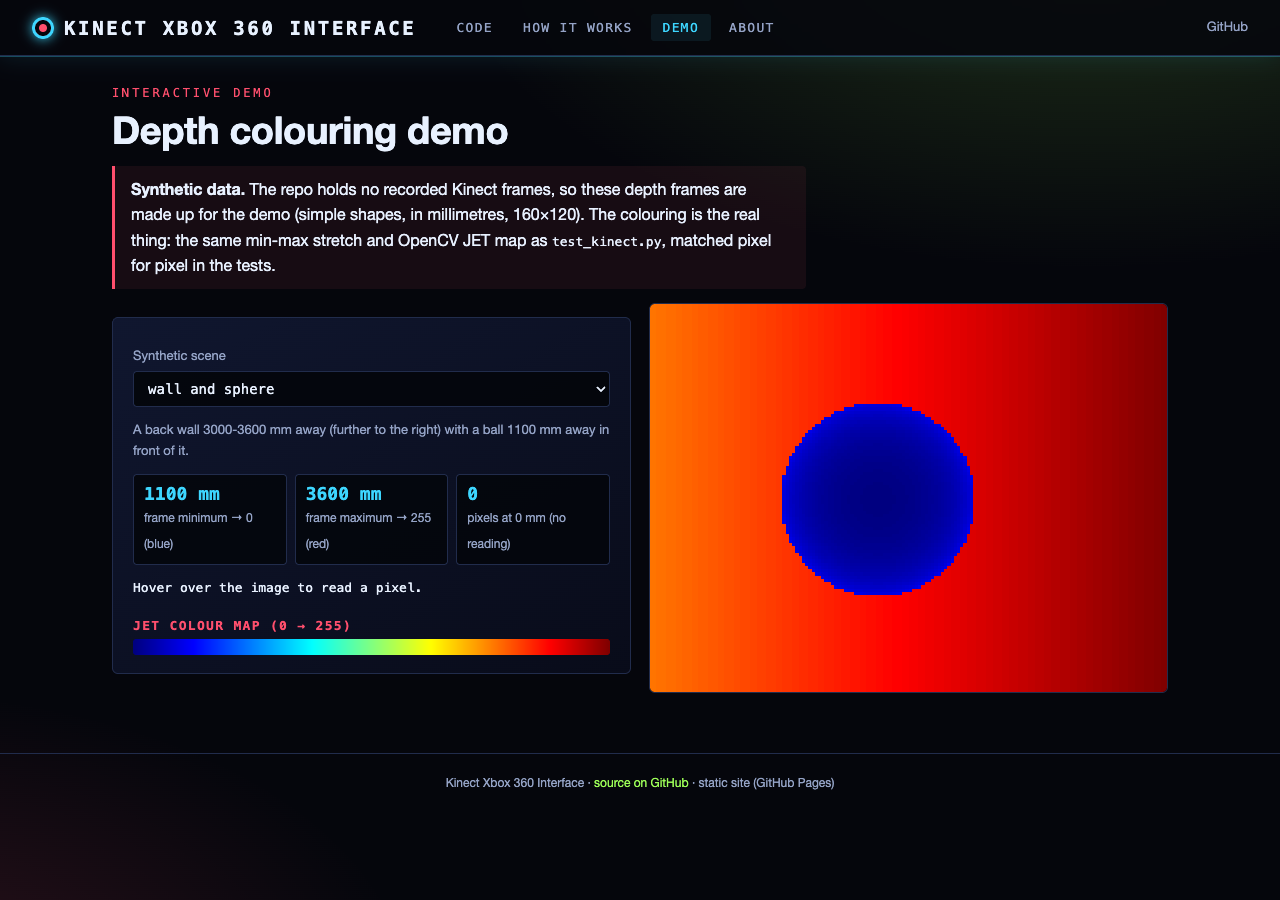 KINECT XBOX 360 INTERFACE
CODE
HOW IT WORKS
DEMO
ABOUT
GitHub
INTERACTIVE DEMO
Depth colouring demo
Synthetic data. The repo holds no recorded Kinect frames, so these depth frames are
made up for the demo (simple shapes, in millimetres, 160×120). The colouring is the real
thing: the same min-max stretch and OpenCV JET map as test_kinect.py, matched pixel
for pixel in the tests.
Synthetic scene
wall and sphere
A back wall 3000-3600 mm away (further to the right) with a ball 1100 mm away in
front of it.
1100 mm
frame minimum → 0
(blue)
3600 mm
frame maximum → 255
(red)
0
pixels at 0 mm (no
reading)
Hover over the image to read a pixel.
JET COLOUR MAP (0 → 255)
Kinect Xbox 360 Interface · source on GitHub · static site (GitHub Pages)